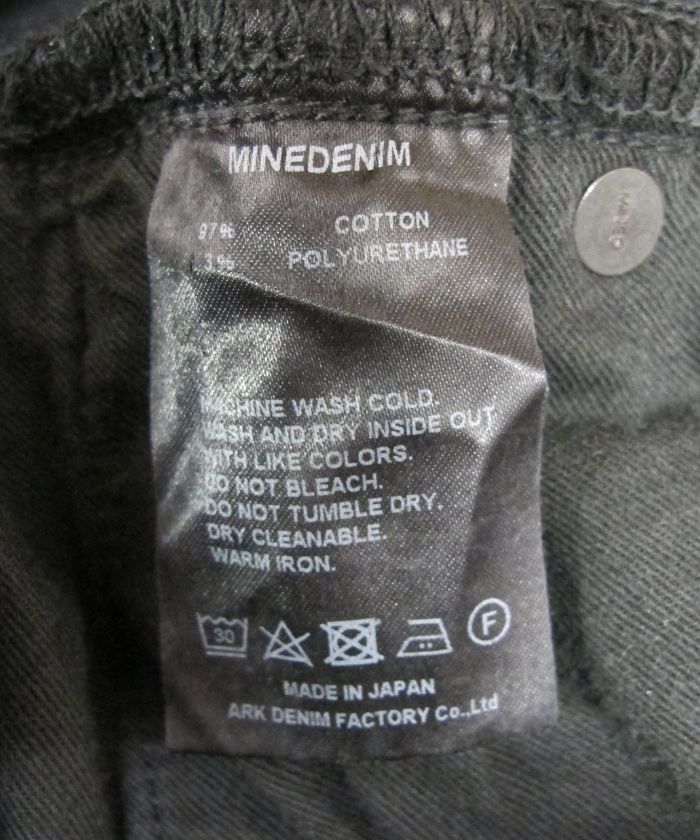 MINEDENIM
97% COTTON
3% POLYURETHANE
MACHINE WASH COLD.
WASH AND DRY INSIDE OUT
WITH LIKE COLORS.
DO NOT BLEACH.
DO NOT TUMBLE DRY.
DRY CLEANABLE.
WARM IRON.
30
F
MADE IN JAPAN
ARK DENIM FACTORY Co.,Ltd